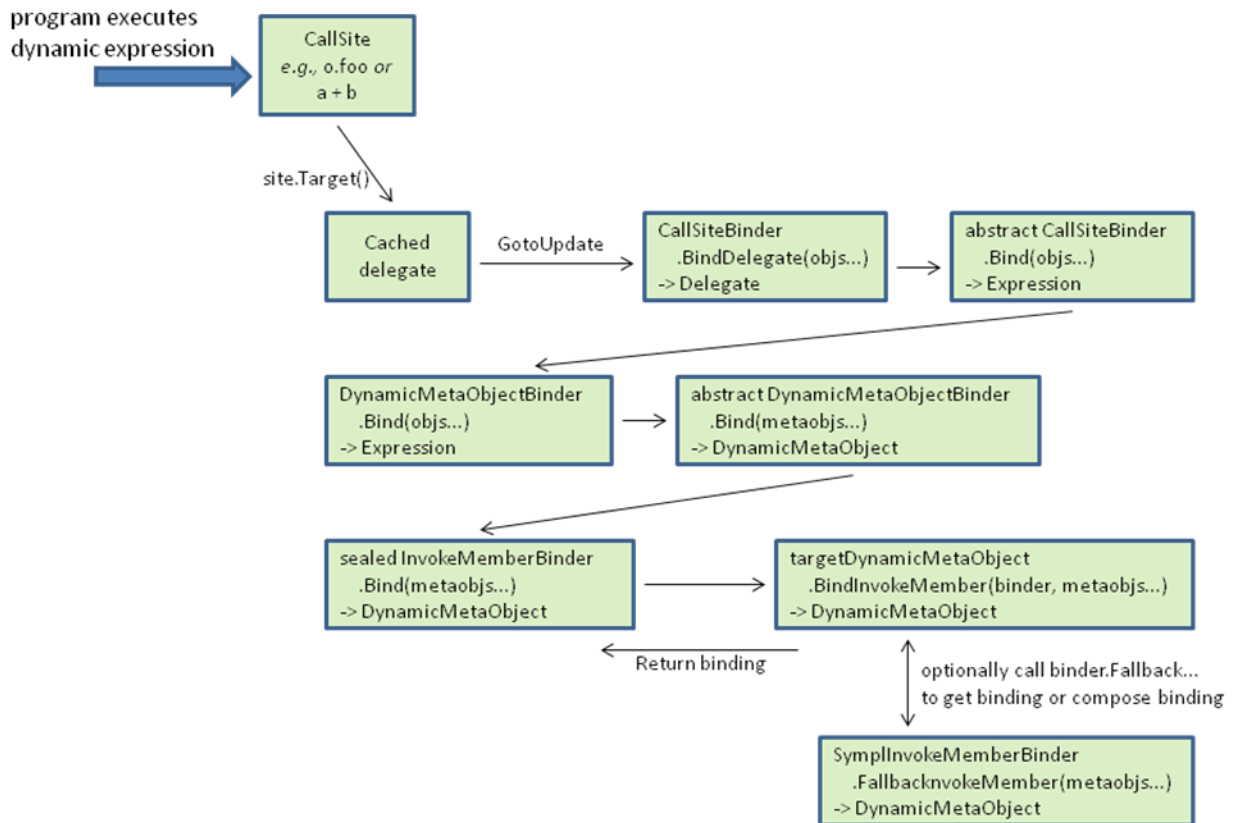 program executes
dynamic expression
CallSite
e.g., o.foo or
a + b
site.Target()
Cached
delegate
GotoUpdate
CallSiteBinder
.BindDelegate(objs...)
-> Delegate
abstract CallSiteBinder
.Bind(objs...)
-> Expression
DynamicMetaObjectBinder
.Bind(objs...)
-> Expression
abstract DynamicMetaObjectBinder
.Bind(metaobjs...)
-> DynamicMetaObject
sealed InvokeMemberBinder
.Bind(metaobjs...)
-> DynamicMetaObject
targetDynamicMetaObject
.BindInvokeMember(binder, metaobjs...)
-> DynamicMetaObject
Return binding
optionally call binder.Fallback...
to get binding or compose binding
SymplInvokeMemberBinder
.FallbacknvokeMember(metaobjs...)
-> DynamicMetaObject